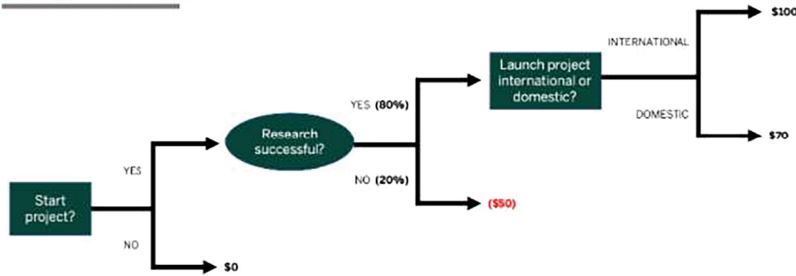 $100
INTERNATIONAL
Launch project
international or
domestic?
YES (80%)
DOMESTIC
Research
successful?
$70
YES
NO (20%)
Start
project?
($50)
NO
$0